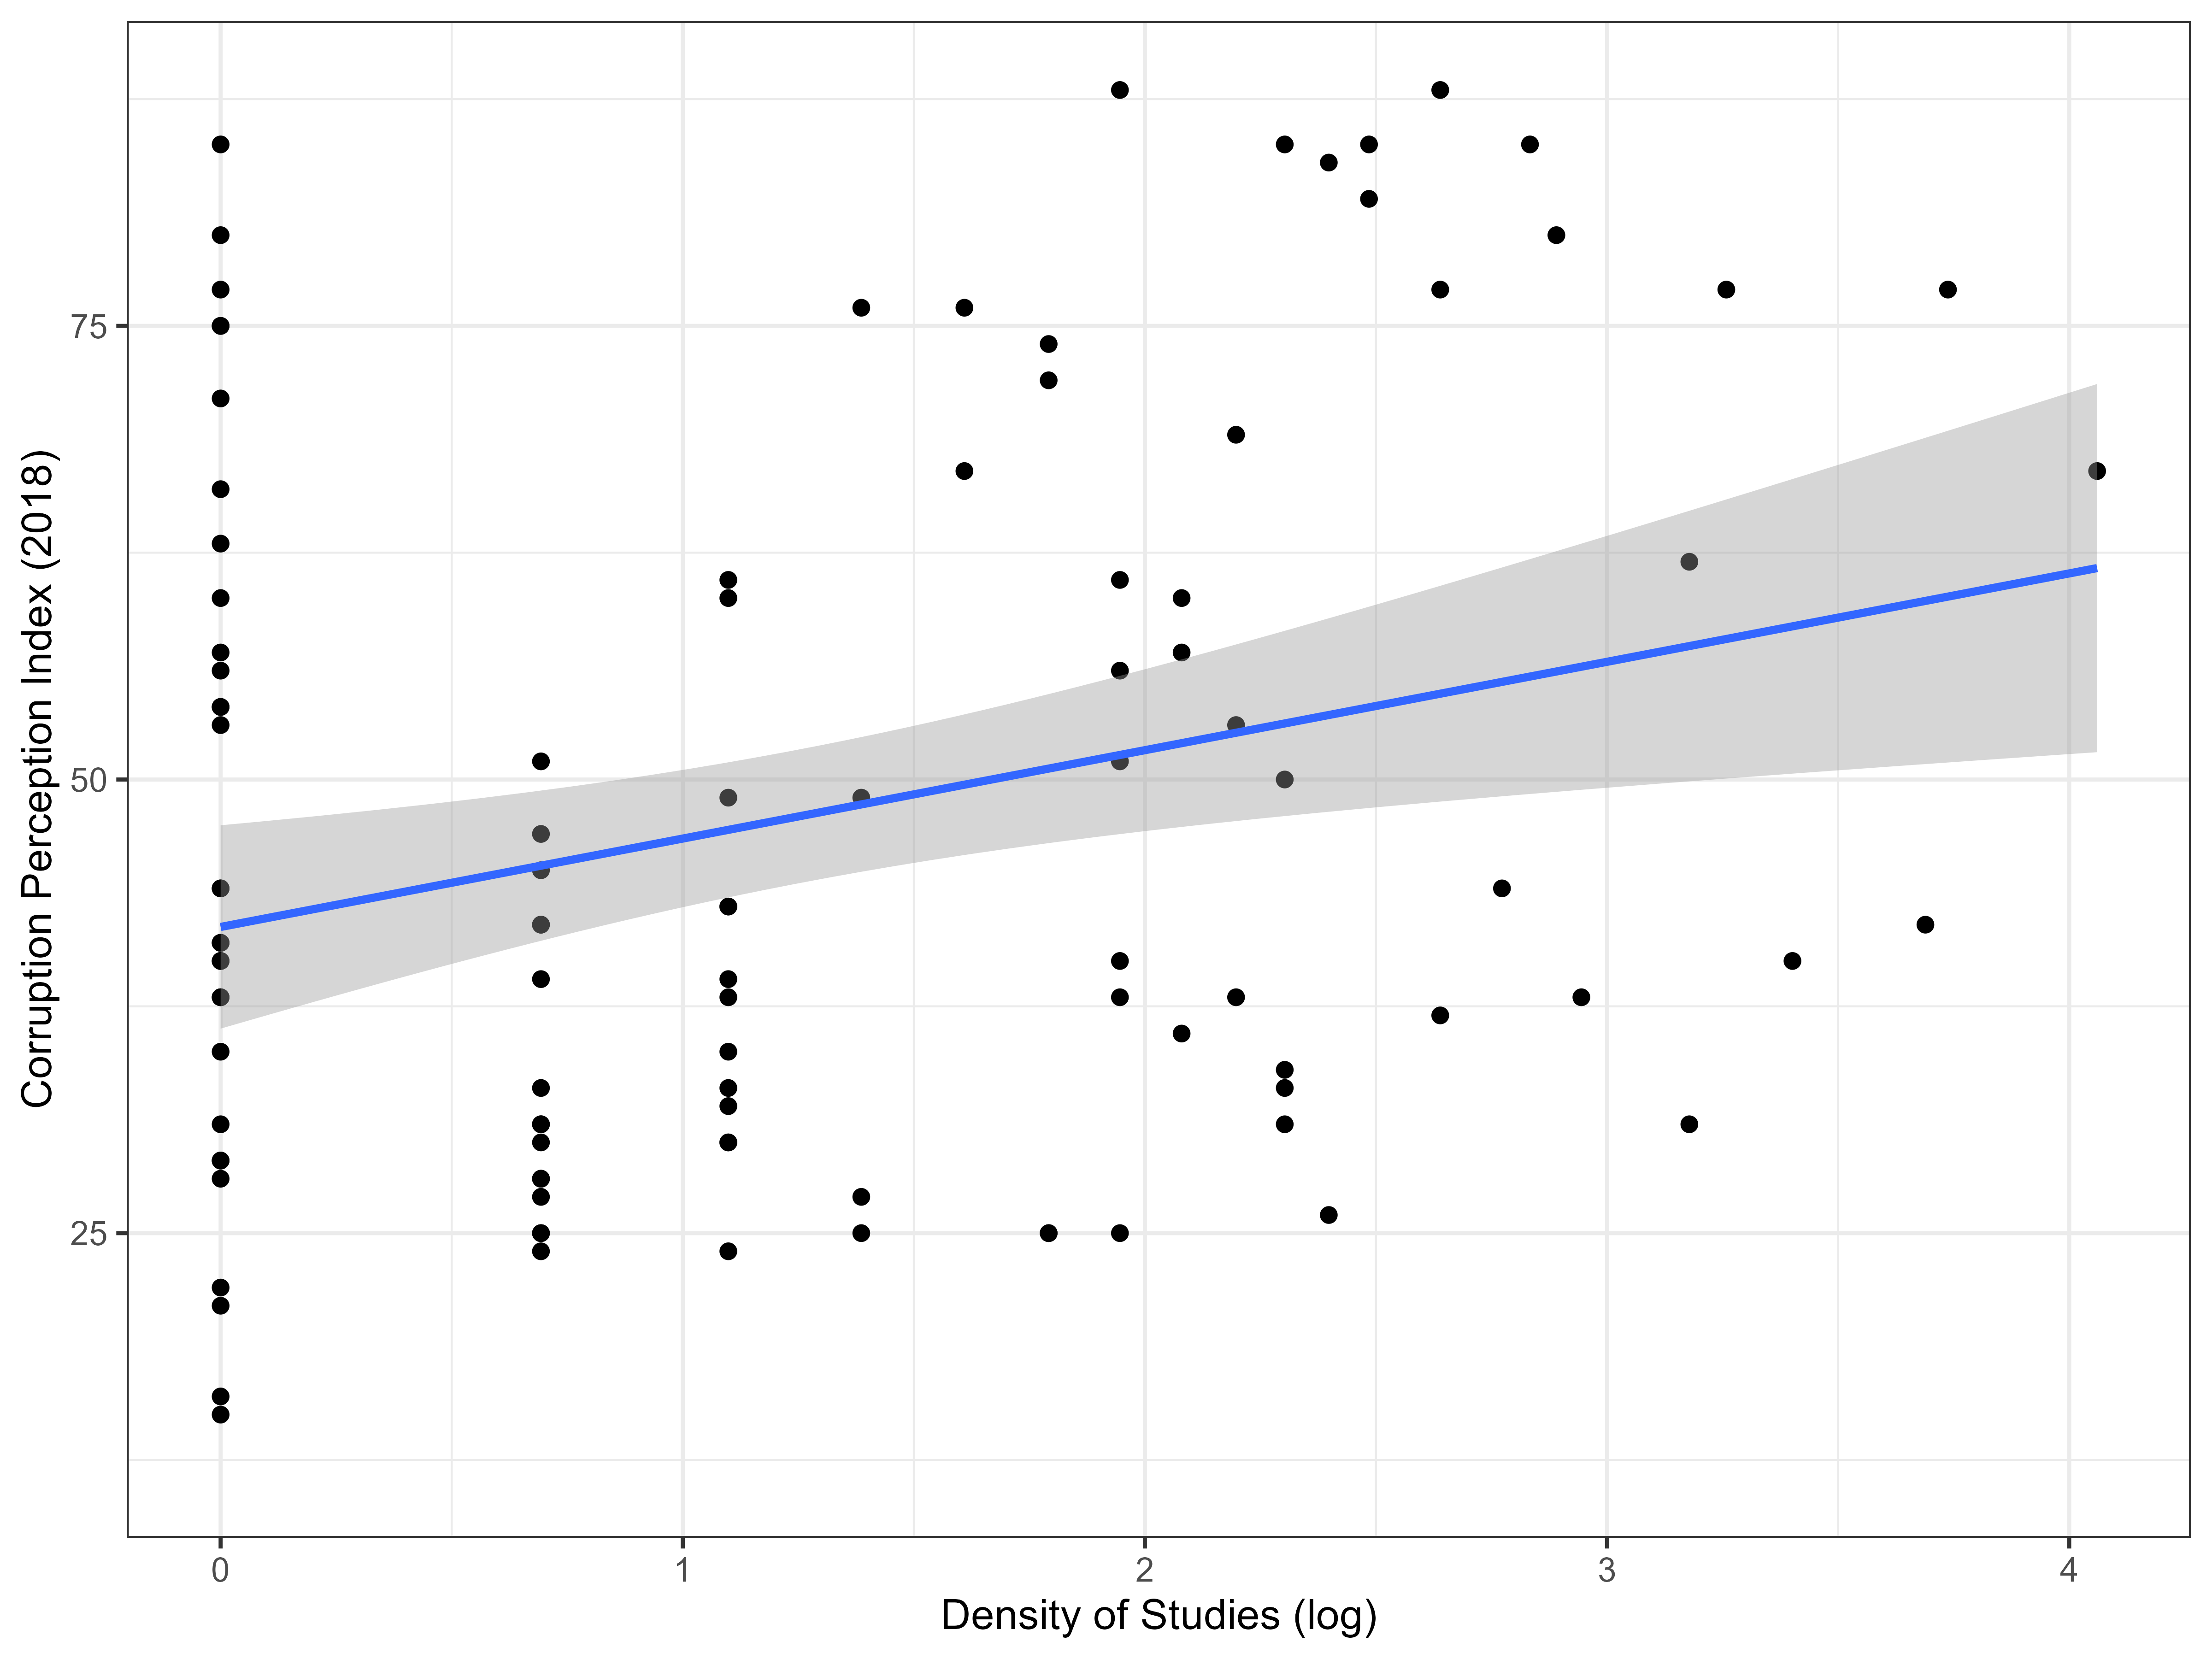 Corruption Perception Index (2018)
75
50
25
0 1 2 3 4
Density of Studies (log)